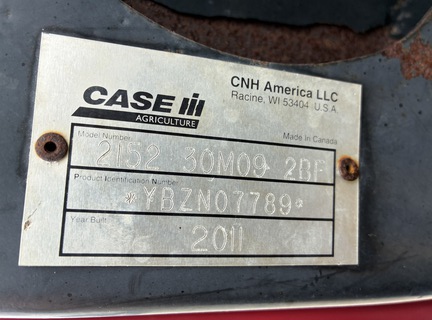 CNH America LLC
Racine, WI 53404 U.S.A.
CASE IH
AGRICULTURE
Model Number
Made in Canada
2152 30M09 2BF
Product Identification Number
*YBZN07789*
Year Built
2011